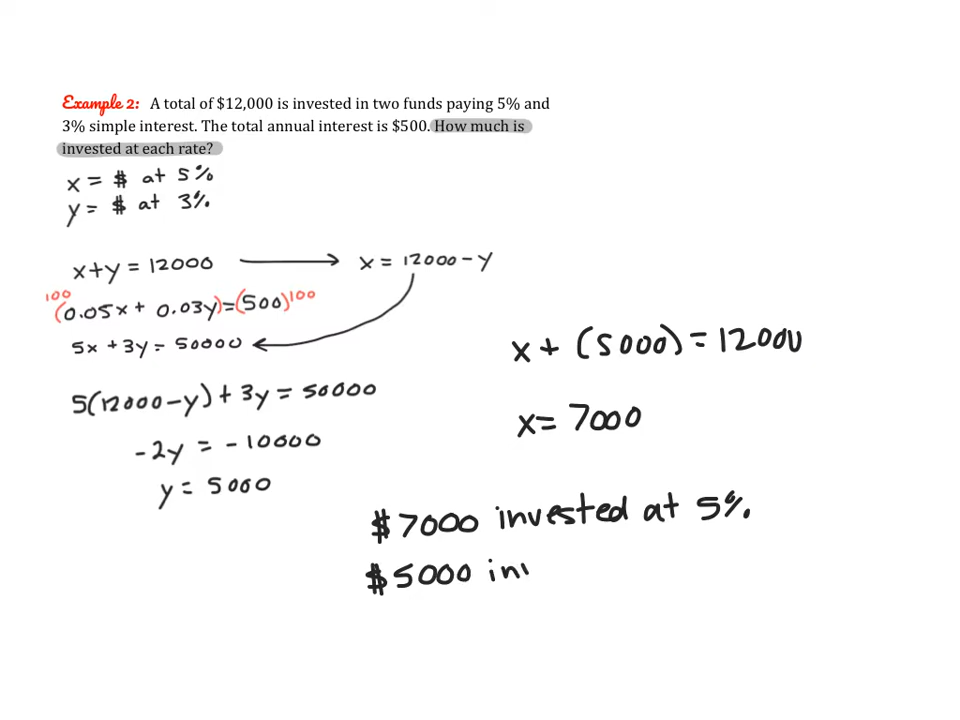 Example 2: A total of $12,000 is invested in two funds paying 5% and
3% simple interest. The total annual interest is $500. How much is
invested at each rate?
x = $ at 5%
y = $ at 3%
x+y = 12000 → x = 12000 - y
100(0.05x + 0.03y) = (500)100
5x + 3y = 50000
5(12000-y) + 3y = 50000
-2y = -10000
y = 5000
x + (5000) = 12000
x = 7000
$7000 invested at 5%.
$5000 inv